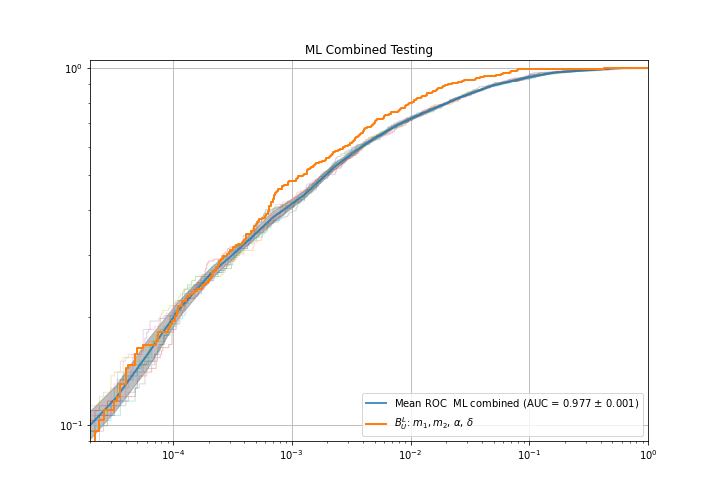 ML Combined Testing
10⁰
10⁻¹
10⁻⁴ 10⁻³ 10⁻² 10⁻¹ 10⁰
Mean ROC ML combined (AUC = 0.977 ± 0.001)
B_U^L: m₁, m₂, α, δ